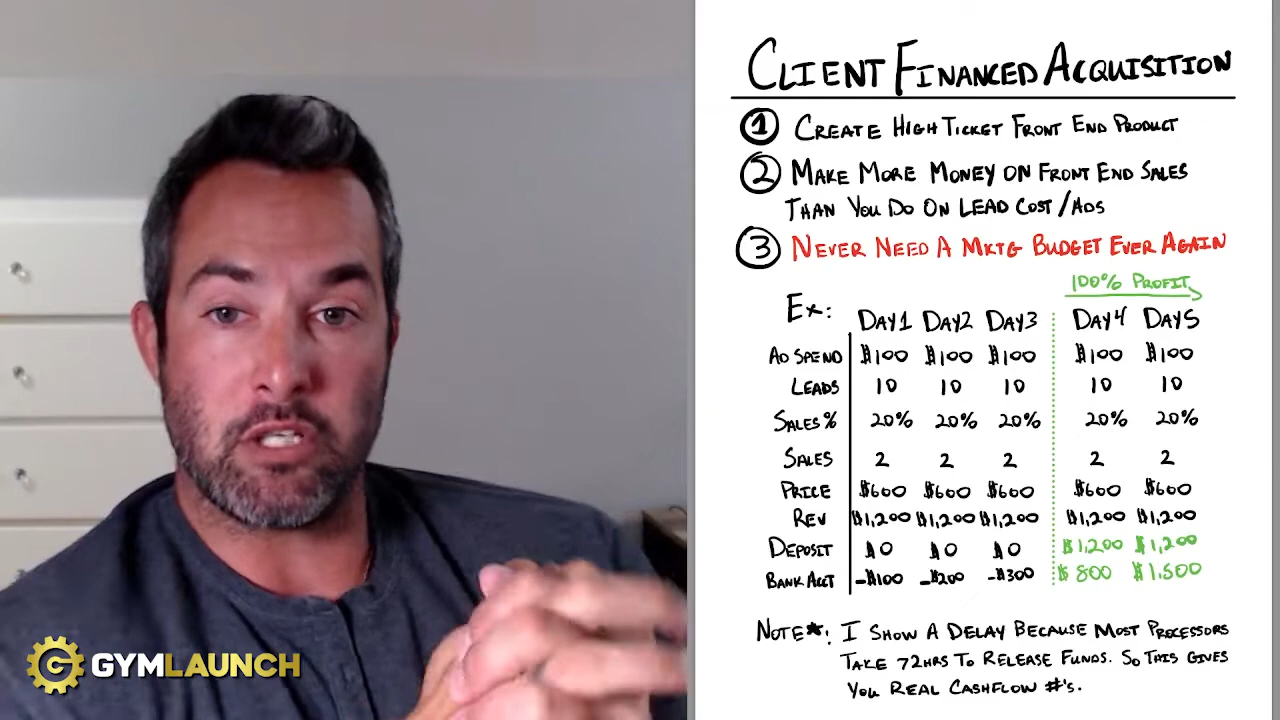 CLIENT FINANCED ACQUISITION
1 CREATE HIGH TICKET FRONT END PRODUCT
2 MAKE MORE MONEY ON FRONT END SALES
THAN YOU DO ON LEAD COST/ADS
3 NEVER NEED A MKTG BUDGET EVER AGAIN
100% PROFIT
EX: DAY1 DAY2 DAY3 DAY4 DAY5
AD SPEND $100 $100 $100 $100 $100
LEADS 10 10 10 10 10
SALES% 20% 20% 20% 20% 20%
SALES 2 2 2 2 2
PRICE $600 $600 $600 $600 $600
REV $1,200 $1,200 $1,200 $1,200 $1,200
DEPOSIT $0 $0 $0 $1,200 $1,200
BANK ACCT -$100 -$200 -$300 $800 $1,500
NOTE*: I SHOW A DELAY BECAUSE MOST PROCESSORS
TAKE 72HRS TO RELEASE FUNDS. SO THIS GIVES
YOU REAL CASHFLOW #'S.
GYMLAUNCH